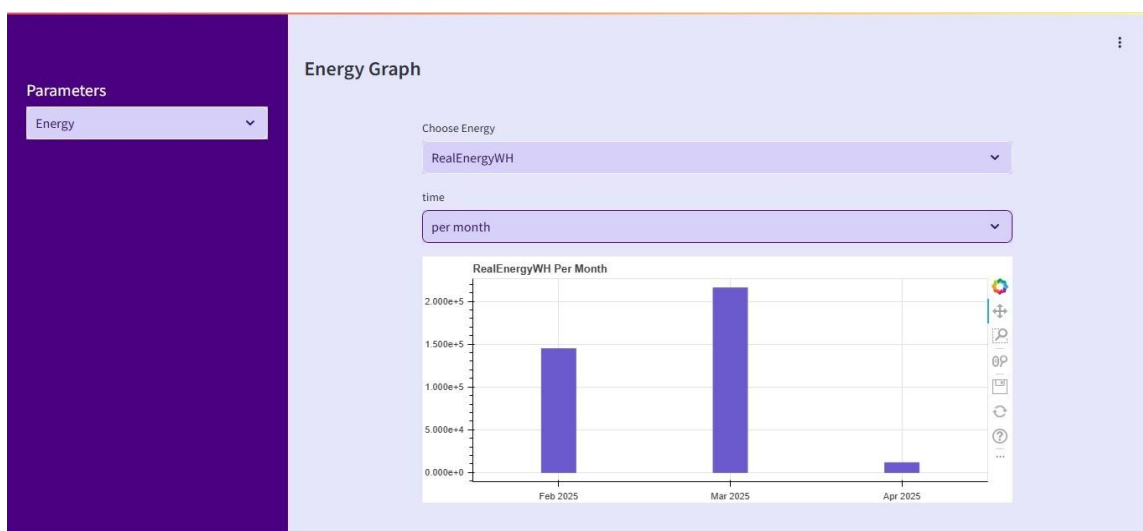 Parameters
Energy
Energy Graph
Choose Energy
RealEnergyWH
time
per month
RealEnergyWH Per Month
2.000e+5
1.500e+5
1.000e+5
5.000e+4
0.000e+0
Feb 2025
Mar 2025
Apr 2025